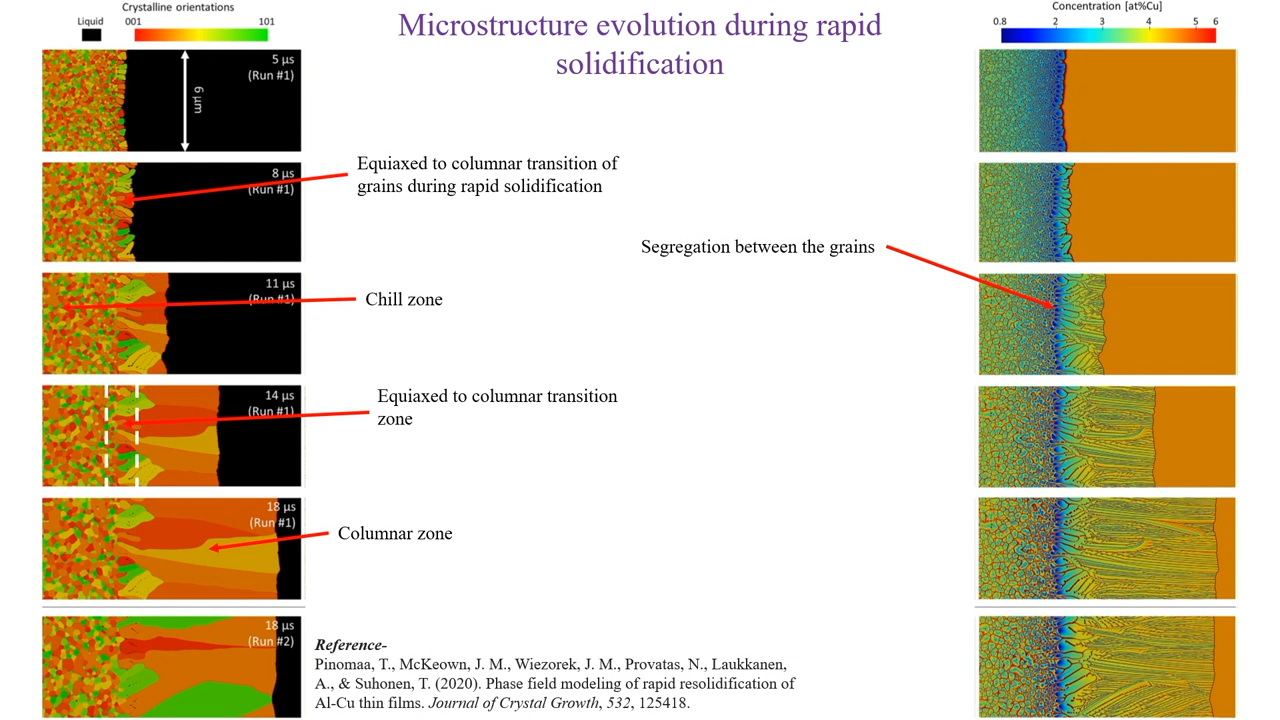 Microstructure evolution during rapid
solidification
Crystalline orientations
Liquid 001 101
5 µs
(Run #1)
6 µm
8 µs
(Run #1)
11 µs
(Run #1)
14 µs
(Run #1)
18 µs
(Run #1)
18 µs
(Run #2)
Equiaxed to columnar transition of
grains during rapid solidification
Chill zone
Equiaxed to columnar transition
zone
Columnar zone
Segregation between the grains
Concentration [at%Cu]
0.8 2 3 4 5 6
Reference-
Pinomaa, T., McKeown, J. M., Wiezorek, J. M., Provatas, N., Laukkanen,
A., & Suhonen, T. (2020). Phase field modeling of rapid resolidification of
Al-Cu thin films. Journal of Crystal Growth, 532, 125418.